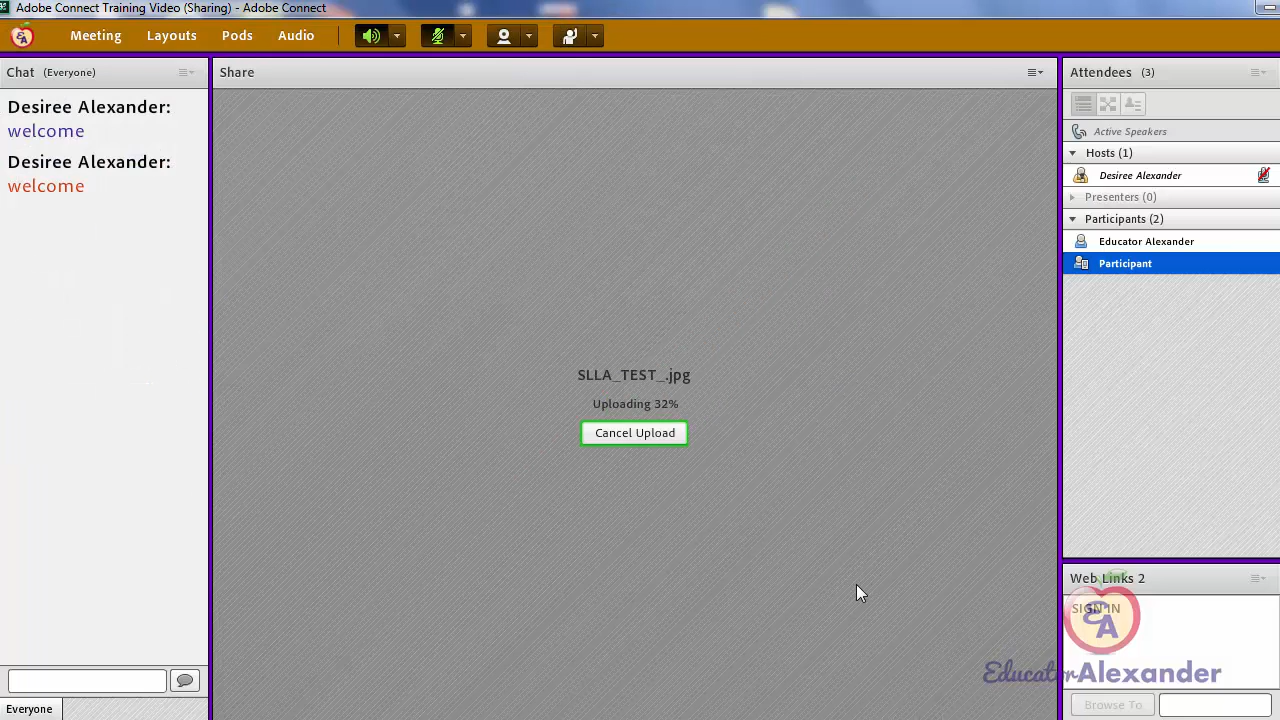 Adobe Connect Training Video (Sharing) - Adobe Connect
EA Meeting Layouts Pods Audio
Chat (Everyone)
Desiree Alexander:
welcome
Desiree Alexander:
welcome
Everyone
Share
SLLA_TEST_.jpg
Uploading 32%
Cancel Upload
Attendees (3)
Active Speakers
Hosts (1)
Desiree Alexander
Presenters (0)
Participants (2)
Educator Alexander
Participant
Web Links 2
SIGN IN
EA
EducatorAlexander
Browse To